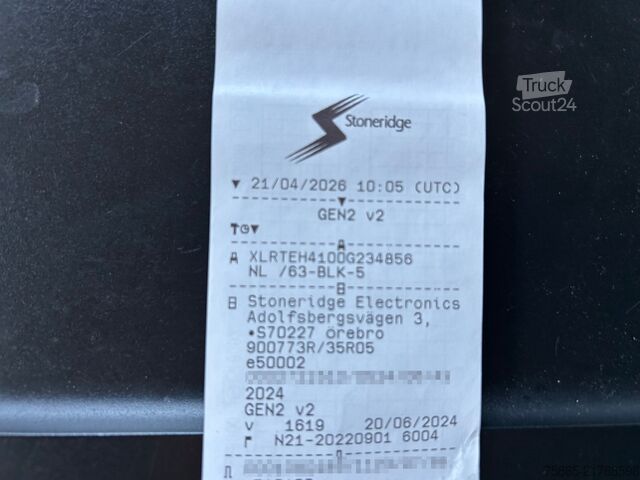 Truck
Scout24
Stoneridge
▼ 21/04/2026 10:05 (UTC)
GEN2 v2
XLRTEH4100G234856
NL /63-BLK-5
Stoneridge Electronics
Adolfsbergsvägen 3,
•S70227 örebro
900773R/35R05
e50002
2024
GEN2 v2
v 1619 20/06/2024
N21-20220901 6004